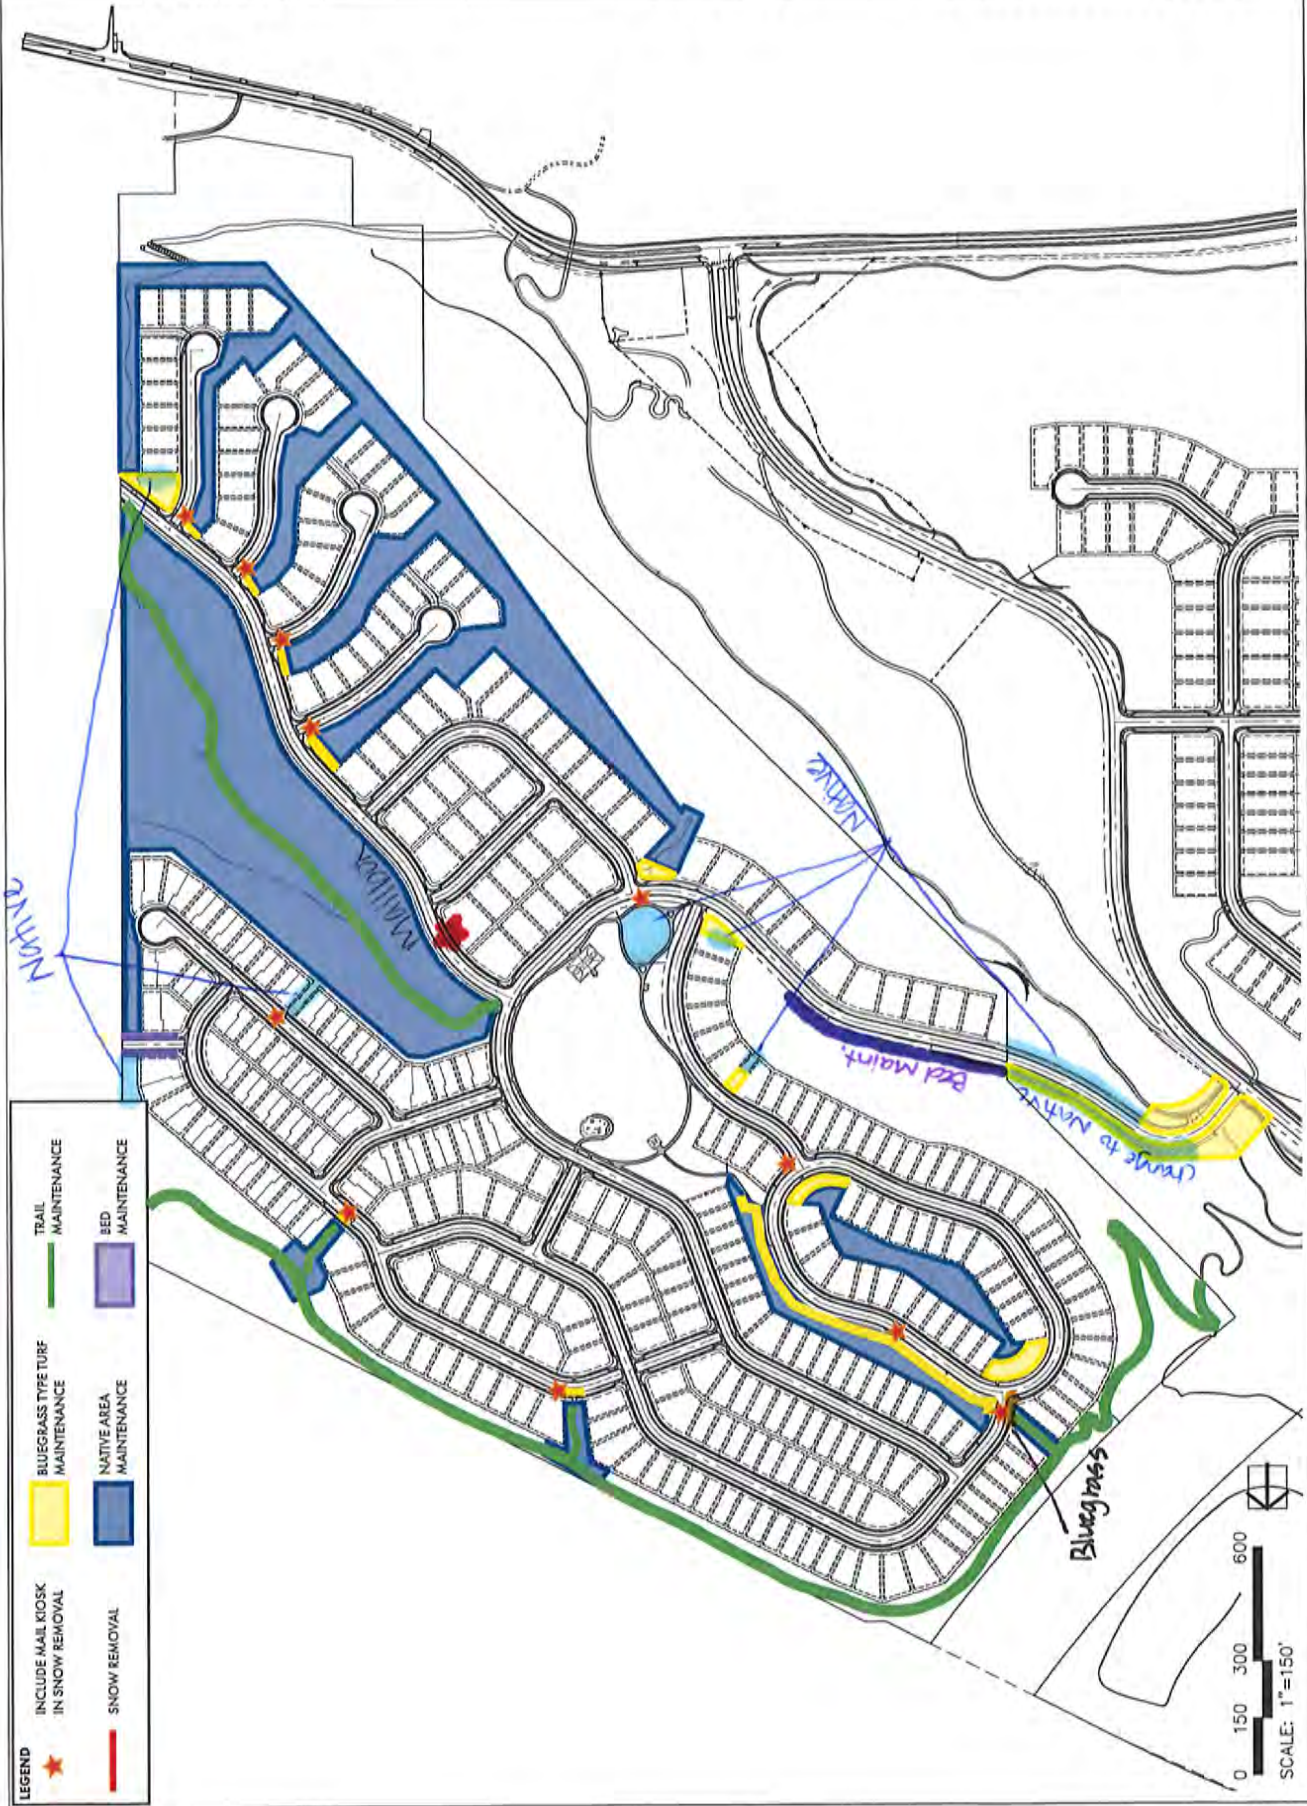 LEGEND
INCLUDE MAIL KIOSK
IN SNOW REMOVAL
SNOW REMOVAL
BLUEGRASS TYPE TURF
MAINTENANCE
NATIVE AREA
MAINTENANCE
TRAIL
MAINTENANCE
BED
MAINTENANCE
Native
Mailbox
Native
Bed Maint.
Change to Native
Bluegrass
0 150 300 600
SCALE: 1"=150'